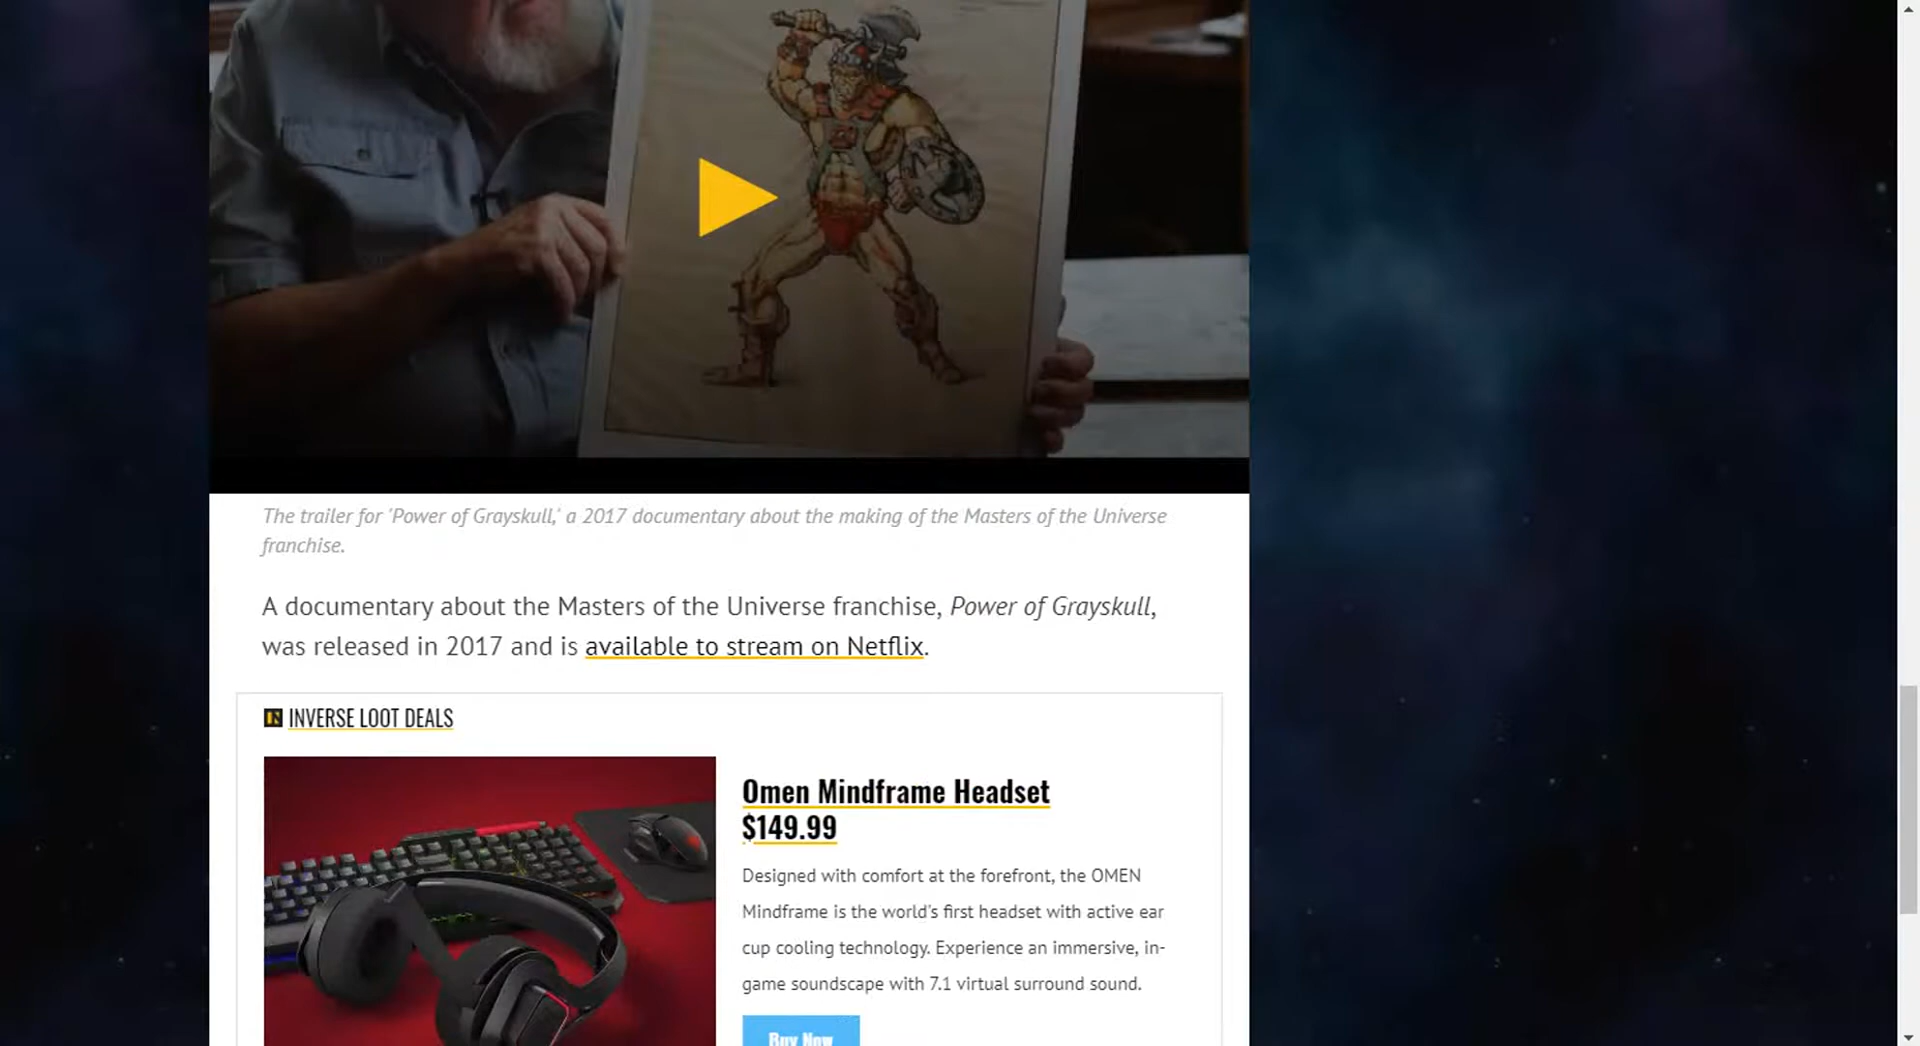 The trailer for 'Power of Grayskull,' a 2017 documentary about the making of the Masters of the Universe
franchise.
A documentary about the Masters of the Universe franchise, Power of Grayskull,
was released in 2017 and is available to stream on Netflix.
INVERSE LOOT DEALS
Omen Mindframe Headset
$149.99
Designed with comfort at the forefront, the OMEN
Mindframe is the world's first headset with active ear
cup cooling technology. Experience an immersive, in-
game soundscape with 7.1 virtual surround sound.
Buy Now